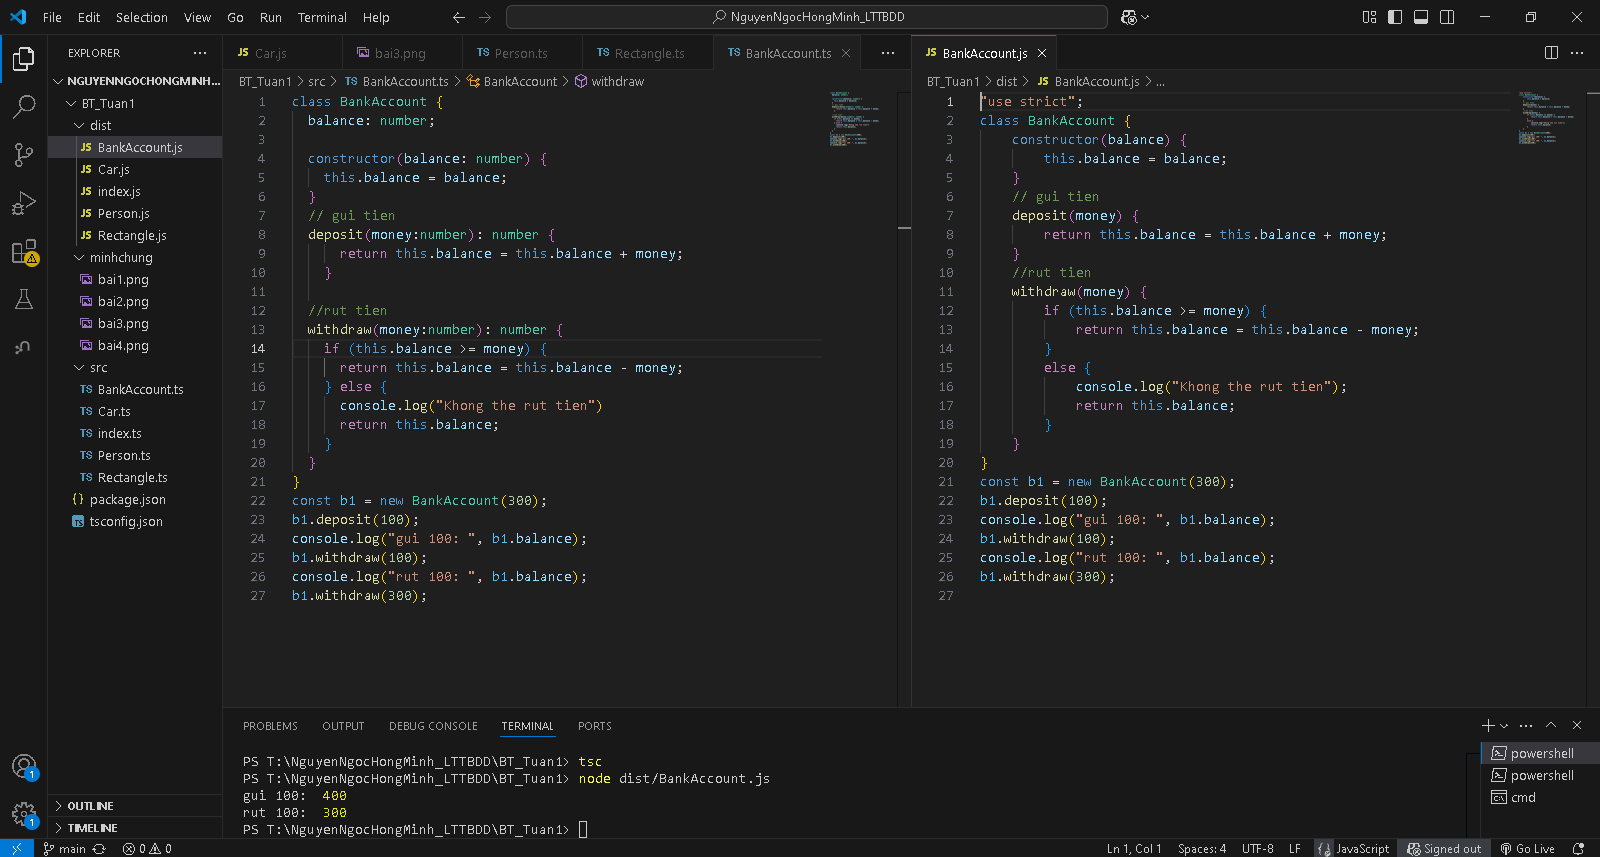 File Edit Selection View Go Run Terminal Help
NguyenNgocHongMinh_LTTBDD
EXPLORER
NGUYENNGOCHONGMINH...
BT_Tuan1
dist
JS BankAccount.js
JS Car.js
JS index.js
JS Person.js
JS Rectangle.js
minhchung
bai1.png
bai2.png
bai3.png
bai4.png
src
TS BankAccount.ts
TS Car.ts
TS index.ts
TS Person.ts
TS Rectangle.ts
{} package.json
TS tsconfig.json
OUTLINE
TIMELINE
JS Car.js
bai3.png
TS Person.ts
TS Rectangle.ts
TS BankAccount.ts
BT_Tuan1 > src > TS BankAccount.ts > BankAccount > withdraw
1 class BankAccount {
2 balance: number;
3
4 constructor(balance: number) {
5 this.balance = balance;
6 }
7 // gui tien
8 deposit(money:number): number {
9 return this.balance = this.balance + money;
10 }
11
12 //rut tien
13 withdraw(money:number): number {
14 if (this.balance >= money) {
15 return this.balance = this.balance - money;
16 } else {
17 console.log("Khong the rut tien")
18 return this.balance;
19 }
20 }
21 }
22 const b1 = new BankAccount(300);
23 b1.deposit(100);
24 console.log("gui 100: ", b1.balance);
25 b1.withdraw(100);
26 console.log("rut 100: ", b1.balance);
27 b1.withdraw(300);
JS BankAccount.js
BT_Tuan1 > dist > JS BankAccount.js > ...
1 "use strict";
2 class BankAccount {
3 constructor(balance) {
4 this.balance = balance;
5 }
6 // gui tien
7 deposit(money) {
8 return this.balance = this.balance + money;
9 }
10 //rut tien
11 withdraw(money) {
12 if (this.balance >= money) {
13 return this.balance = this.balance - money;
14 }
15 else {
16 console.log("Khong the rut tien");
17 return this.balance;
18 }
19 }
20 }
21 const b1 = new BankAccount(300);
22 b1.deposit(100);
23 console.log("gui 100: ", b1.balance);
24 b1.withdraw(100);
25 console.log("rut 100: ", b1.balance);
26 b1.withdraw(300);
27
PROBLEMS OUTPUT DEBUG CONSOLE TERMINAL PORTS
PS T:\NguyenNgocHongMinh_LTTBDD\BT_Tuan1> tsc
PS T:\NguyenNgocHongMinh_LTTBDD\BT_Tuan1> node dist/BankAccount.js
gui 100: 400
rut 100: 300
PS T:\NguyenNgocHongMinh_LTTBDD\BT_Tuan1>
powershell
powershell
cmd
1
1
main 0 0 Ln 1, Col 1 Spaces: 4 UTF-8 LF {} JavaScript Signed out Go Live